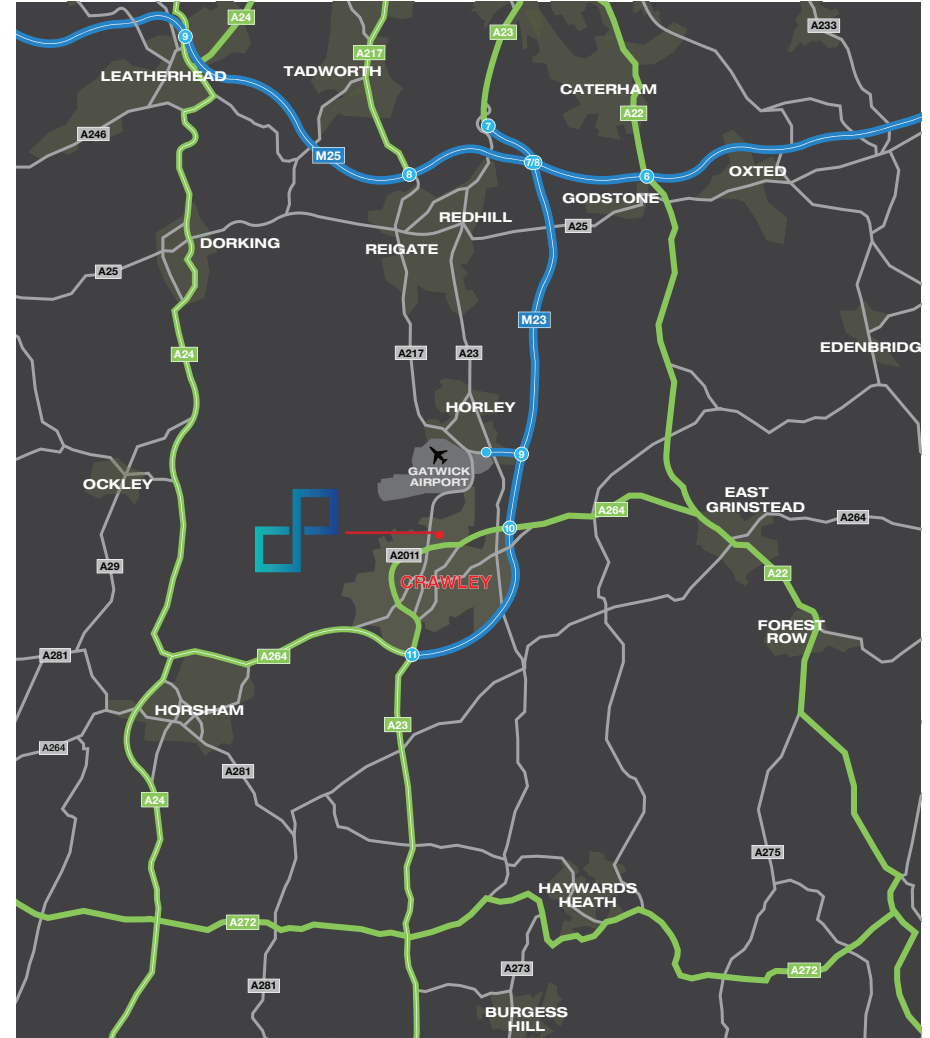 A24
A23
A233
9
A217
LEATHERHEAD
TADWORTH
CATERHAM
A22
7
A246
M25
7/8
8
6
OXTED
GODSTONE
REDHILL
A25
DORKING
REIGATE
A25
M23
EDENBRIDG
A24
A217
A23
HORLEY
9
GATWICK
AIRPORT
OCKLEY
EAST
GRINSTEAD
A264
A264
10
A2011
A29
CRAWLEY
A22
FOREST
ROW
A281
A264
11
HORSHAM
A23
A264
A281
A24
A275
HAYWARDS
HEATH
A272
A273
A272
A281
BURGESS
HILL